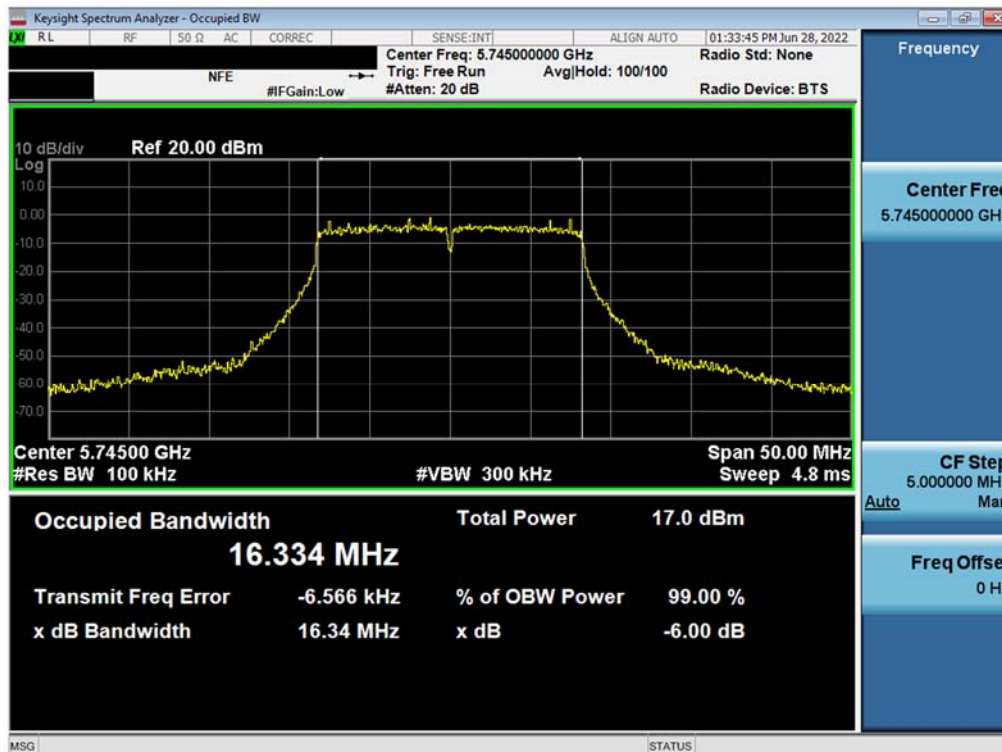 Keysight Spectrum Analyzer - Occupied BW
LXI RL RF 50 Ω AC CORREC SENSE:INT ALIGN AUTO 01:33:45 PM Jun 28, 2022
Center Freq: 5.745000000 GHz Radio Std: None
NFE Trig: Free Run Avg|Hold: 100/100
#IFGain:Low #Atten: 20 dB Radio Device: BTS
10 dB/div Ref 20.00 dBm
Log
10.0
0.00
-10.0
-20.0
-30.0
-40.0
-50.0
-60.0
-70.0
Center 5.74500 GHz Span 50.00 MHz
#Res BW 100 kHz #VBW 300 kHz Sweep 4.8 ms
Occupied Bandwidth Total Power 17.0 dBm
16.334 MHz
Transmit Freq Error -6.566 kHz % of OBW Power 99.00 %
x dB Bandwidth 16.34 MHz x dB -6.00 dB
MSG STATUS
Frequency
Center Fre
5.745000000 GH
CF Ste
5.000000 MH
Auto Ma
Freq Offse
0 H